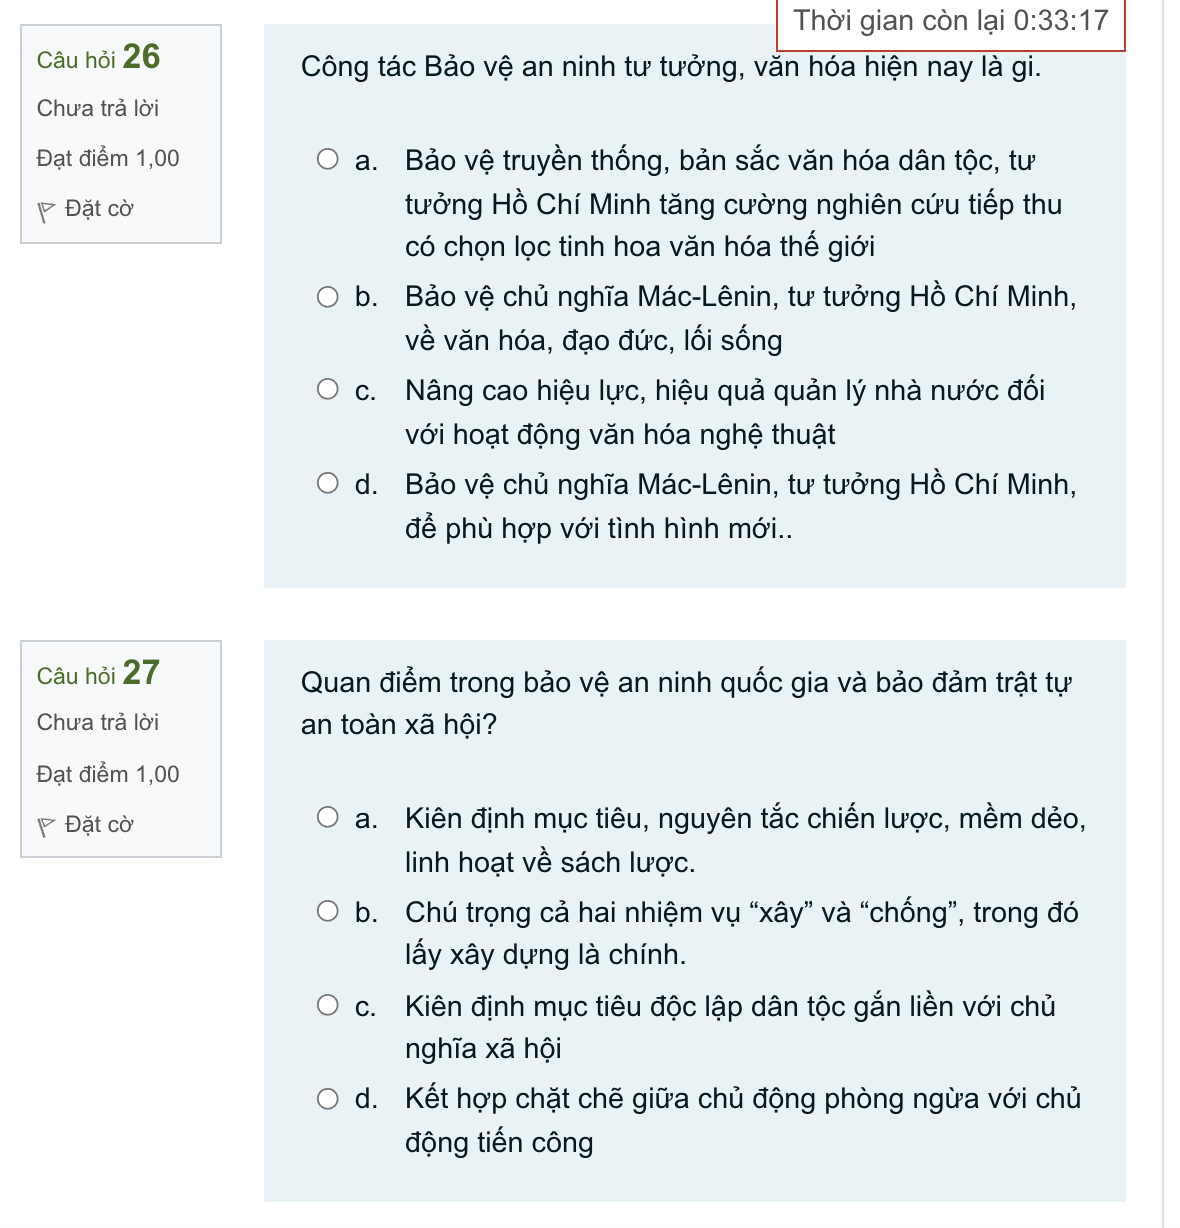 Thời gian còn lại 0:33:17
Câu hỏi 26
Chưa trả lời
Đạt điểm 1,00
Đặt cờ
Công tác Bảo vệ an ninh tư tưởng, văn hóa hiện nay là gi.
a. Bảo vệ truyền thống, bản sắc văn hóa dân tộc, tư
tưởng Hồ Chí Minh tăng cường nghiên cứu tiếp thu
có chọn lọc tinh hoa văn hóa thế giới
b. Bảo vệ chủ nghĩa Mác-Lênin, tư tưởng Hồ Chí Minh,
về văn hóa, đạo đức, lối sống
c. Nâng cao hiệu lực, hiệu quả quản lý nhà nước đối
với hoạt động văn hóa nghệ thuật
d. Bảo vệ chủ nghĩa Mác-Lênin, tư tưởng Hồ Chí Minh,
để phù hợp với tình hình mới..
Câu hỏi 27
Chưa trả lời
Đạt điểm 1,00
Đặt cờ
Quan điểm trong bảo vệ an ninh quốc gia và bảo đảm trật tự
an toàn xã hội?
a. Kiên định mục tiêu, nguyên tắc chiến lược, mềm dẻo,
linh hoạt về sách lược.
b. Chú trọng cả hai nhiệm vụ “xây” và “chống”, trong đó
lấy xây dựng là chính.
c. Kiên định mục tiêu độc lập dân tộc gắn liền với chủ
nghĩa xã hội
d. Kết hợp chặt chẽ giữa chủ động phòng ngừa với chủ
động tiến công